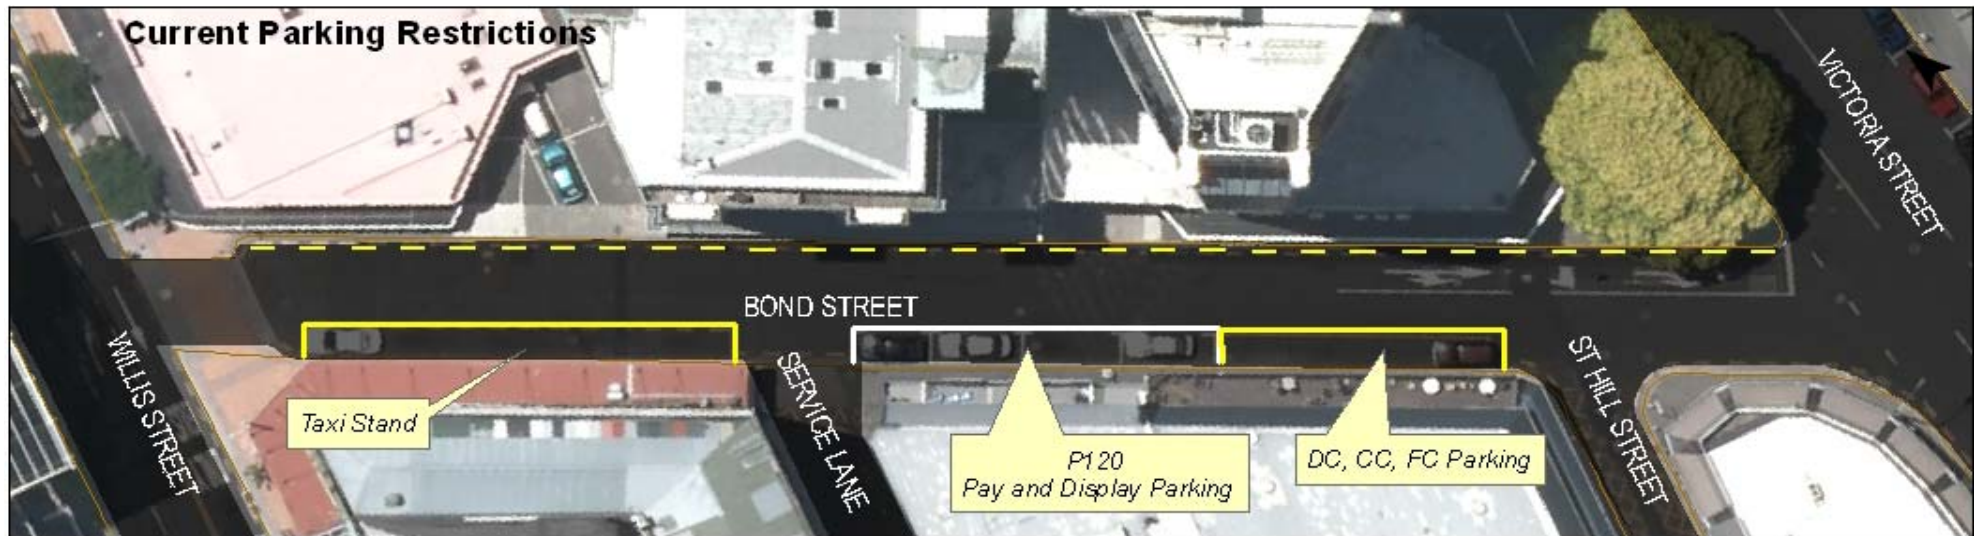 Current Parking Restrictions
VICTORIA STREET
BOND STREET
WILLIS STREET
SERVICE LANE
ST HILL STREET
Taxi Stand
P120
Pay and Display Parking
DC, CC, FC Parking